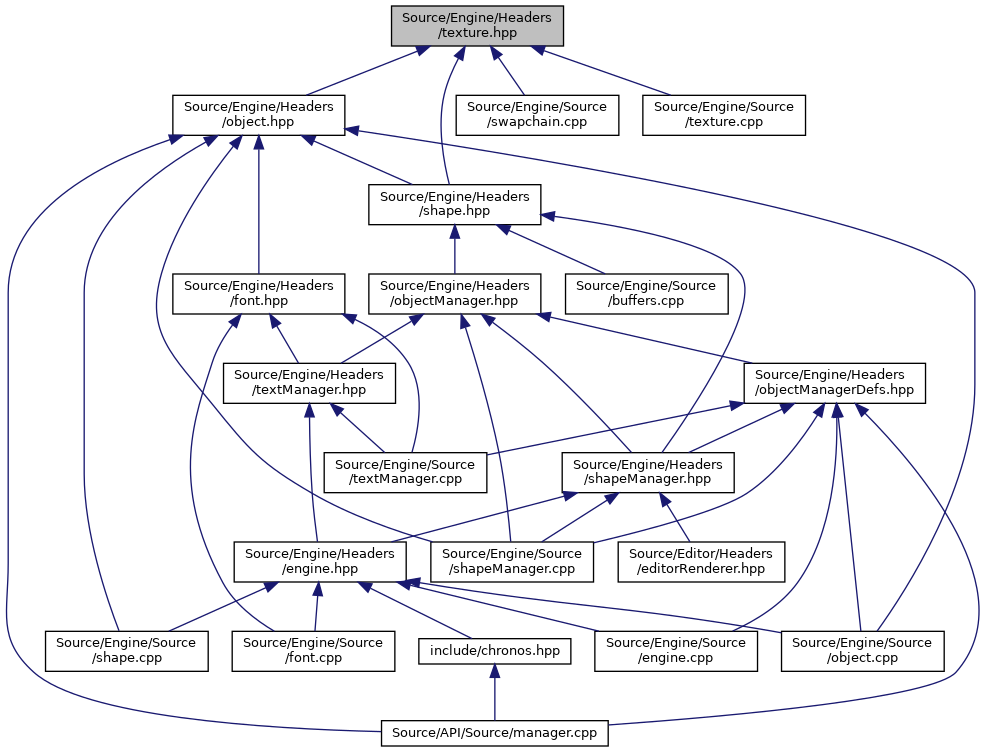 Source/Engine/Headers
/texture.hpp
Source/Engine/Headers
/object.hpp
Source/Engine/Source
/swapchain.cpp
Source/Engine/Source
/texture.cpp
Source/Engine/Headers
/shape.hpp
Source/Engine/Headers
/font.hpp
Source/Engine/Headers
/objectManager.hpp
Source/Engine/Source
/buffers.cpp
Source/Engine/Headers
/textManager.hpp
Source/Engine/Headers
/objectManagerDefs.hpp
Source/Engine/Source
/textManager.cpp
Source/Engine/Headers
/shapeManager.hpp
Source/Engine/Headers
/engine.hpp
Source/Engine/Source
/shapeManager.cpp
Source/Editor/Headers
/editorRenderer.hpp
Source/Engine/Source
/shape.cpp
Source/Engine/Source
/font.cpp
include/chronos.hpp
Source/Engine/Source
/engine.cpp
Source/Engine/Source
/object.cpp
Source/API/Source/manager.cpp